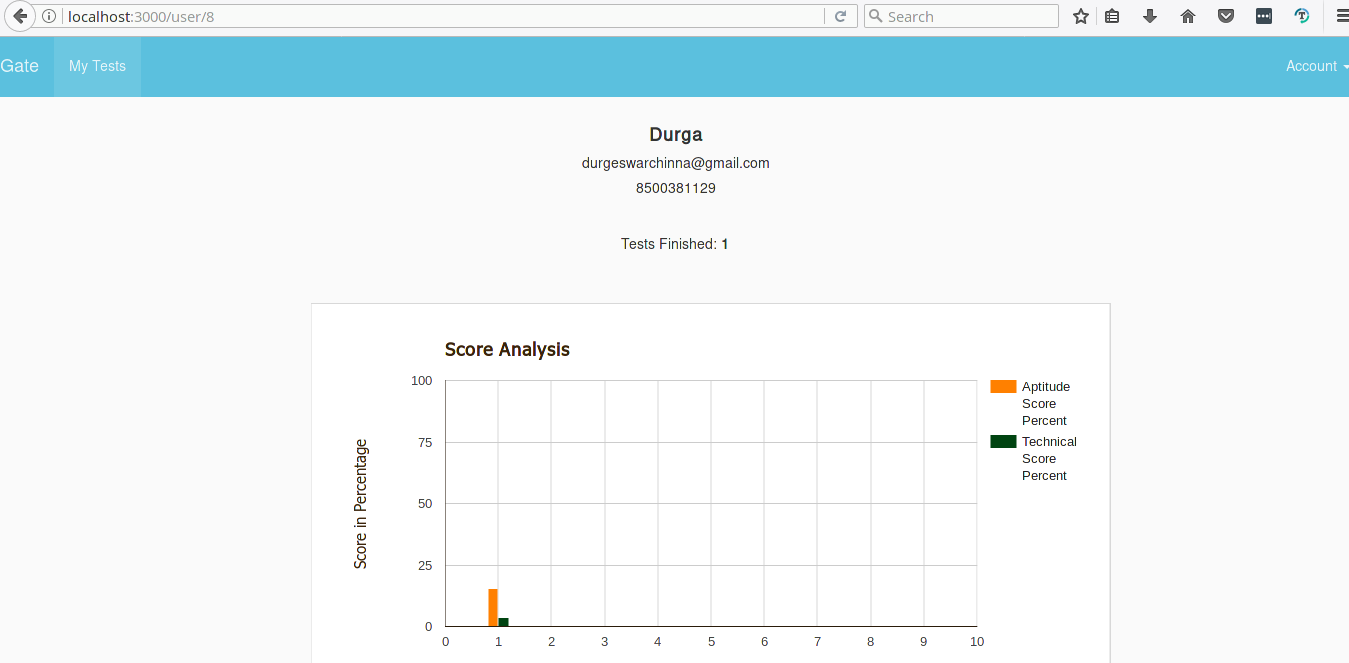 localhost:3000/user/8
Search
Gate
My Tests
Account
Durga
durgeswarchinna@gmail.com
8500381129
Tests Finished: 1
Score Analysis
Score in Percentage
100
75
50
25
0
0 1 2 3 4 5 6 7 8 9 10
Aptitude
Score
Percent
Technical
Score
Percent